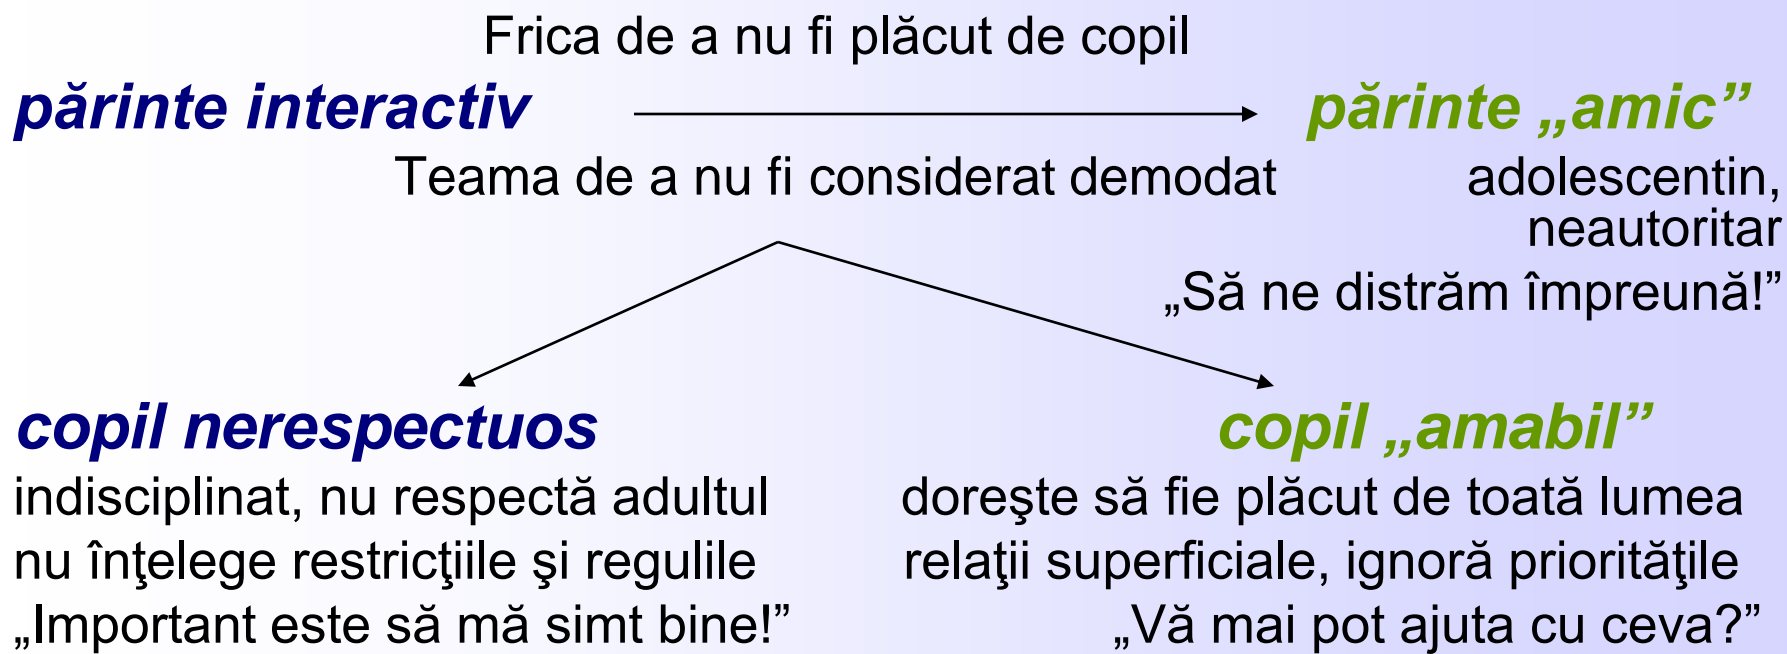 Frica de a nu fi plăcut de copil
părinte interactiv părinte „amic”
Teama de a nu fi considerat demodat adolescentin,
neautoritar
„Să ne distrăm împreună!”
copil nerespectuos copil „amabil”
indisciplinat, nu respectă adultul doreşte să fie plăcut de toată lumea
nu înţelege restricţiile şi regulile relaţii superficiale, ignoră priorităţile
„Important este să mă simt bine!” „Vă mai pot ajuta cu ceva?”